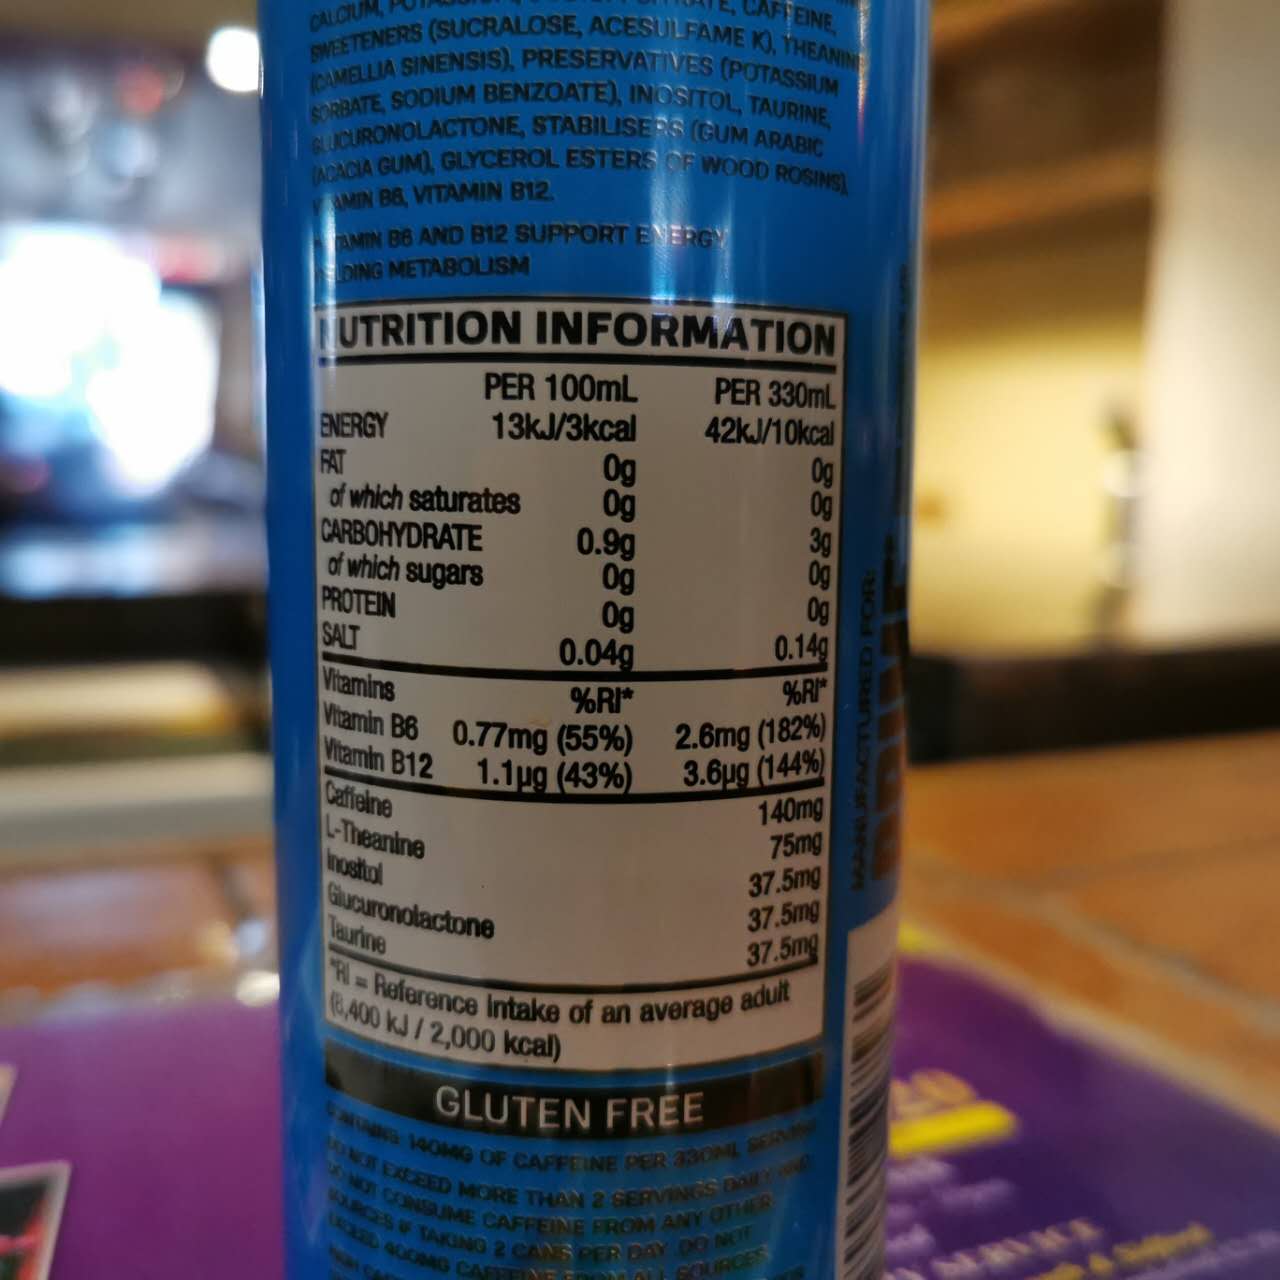 CALCIUM, CAFFEINE,
SWEETENERS (SUCRALOSE, ACESULFAME K), THEANINE
(CAMELLIA SINENSIS), PRESERVATIVES (POTASSIUM
SORBATE, SODIUM BENZOATE), INOSITOL, TAURINE,
GLUCURONOLACTONE, STABILISERS (GUM ARABIC
(ACACIA GUM), GLYCEROL ESTERS OF WOOD ROSINS),
VITAMIN B6, VITAMIN B12.
VITAMIN B6 AND B12 SUPPORT ENERGY
YIELDING METABOLISM
NUTRITION INFORMATION
PER 100mL PER 330mL
ENERGY 13kJ/3kcal 42kJ/10kcal
FAT 0g 0g
of which saturates 0g 0g
CARBOHYDRATE 0.9g 3g
of which sugars 0g 0g
PROTEIN 0g 0g
SALT 0.04g 0.14g
Vitamins %RI* %RI*
Vitamin B6 0.77mg (55%) 2.6mg (182%)
Vitamin B12 1.1µg (43%) 3.6µg (144%)
Caffeine 140mg
L-Theanine 75mg
Inositol 37.5mg
Glucuronolactone 37.5mg
Taurine 37.5mg
*RI = Reference Intake of an average adult
(8,400 kJ / 2,000 kcal)
GLUTEN FREE
CONTAINS 140MG OF CAFFEINE PER 330ML SERVING
DO NOT EXCEED MORE THAN 2 SERVINGS DAILY AND
DO NOT CONSUME CAFFEINE FROM ANY OTHER
SOURCES IF TAKING 2 CANS PER DAY. DO NOT
EXCEED 400MG CAFFEINE FROM ALL SOURCES
MANUFACTURED FOR: